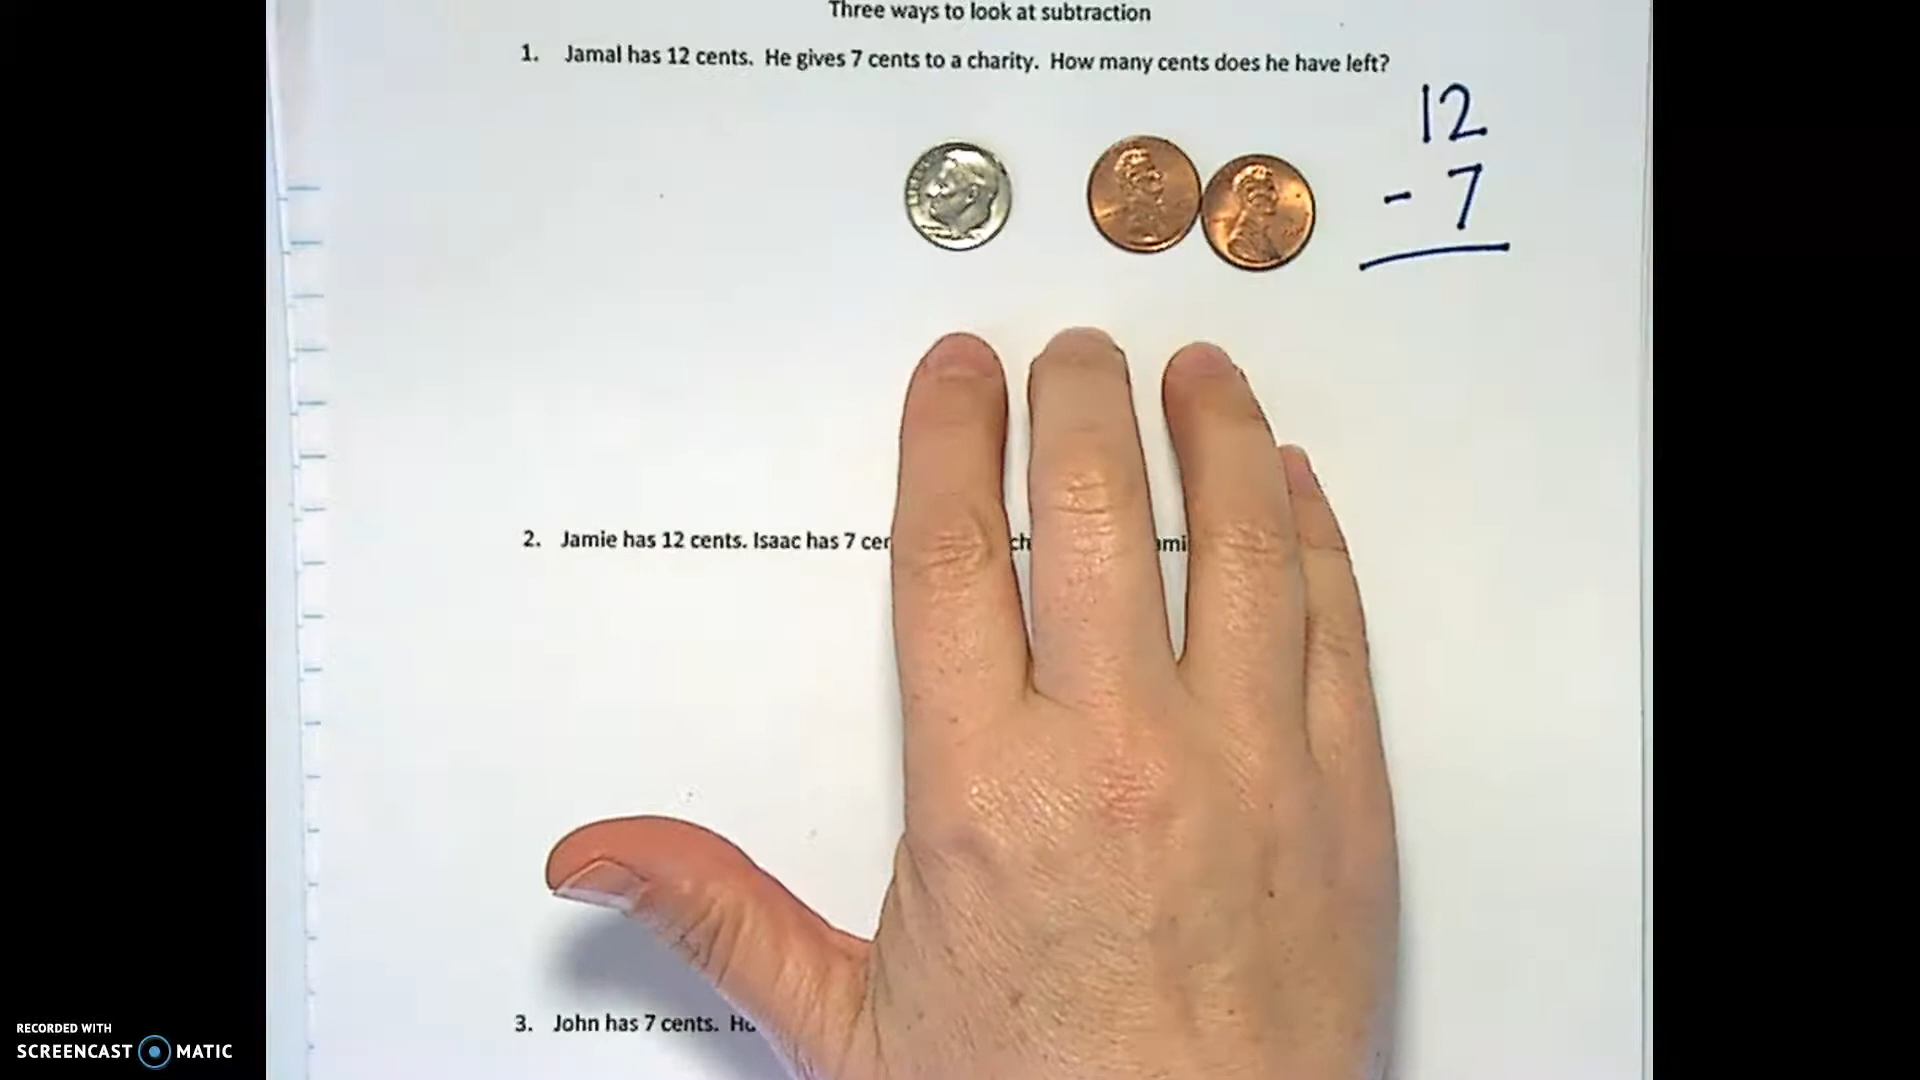 Three ways to look at subtraction
1. Jamal has 12 cents. He gives 7 cents to a charity. How many cents does he have left?
12
- 7
2. Jamie has 12 cents. Isaac has 7
3. John has 7 cents.
RECORDED WITH
SCREENCAST MATIC